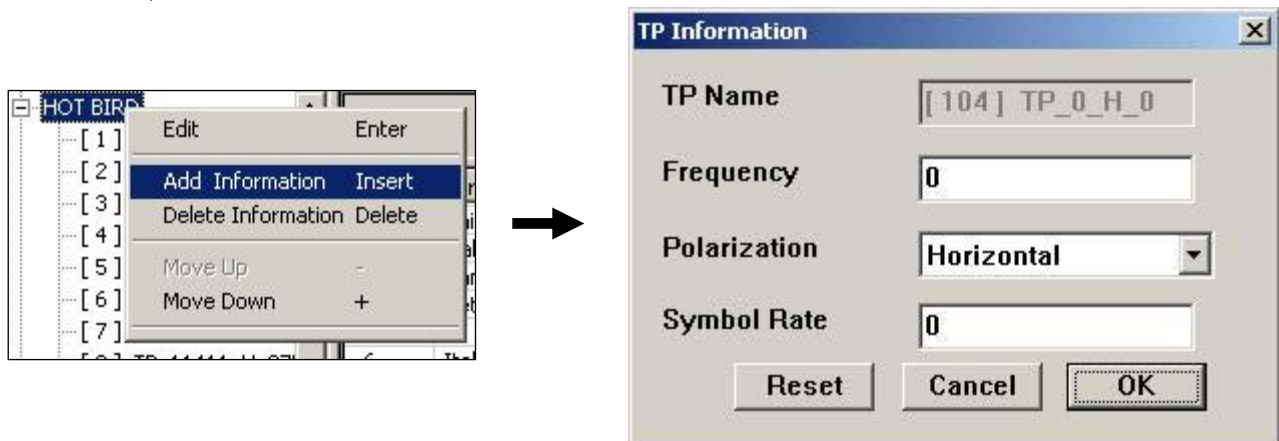 HOT BIRD
[1]
[2]
[3]
[4]
[5]
[6]
[7]
Edit Enter
Add Information Insert
Delete Information Delete
Move Up -
Move Down +
TP Information
TP Name [104] TP_0_H_0
Frequency 0
Polarization Horizontal
Symbol Rate 0
Reset Cancel OK